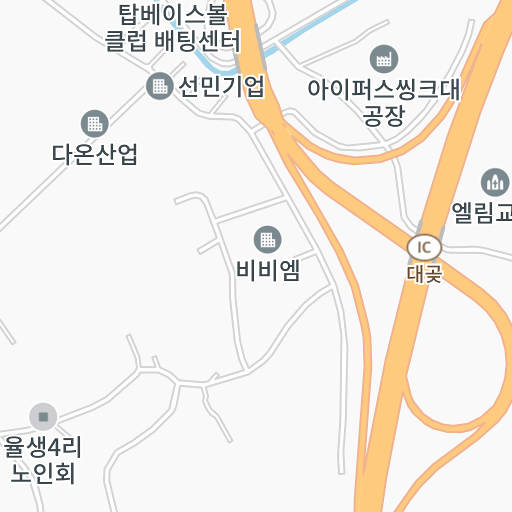 탑베이스볼
클럽 배팅센터
선민기업
아이퍼스씽크대
공장
다온산업
엘림교
IC
대곶
비비엠
율생4리
노인회